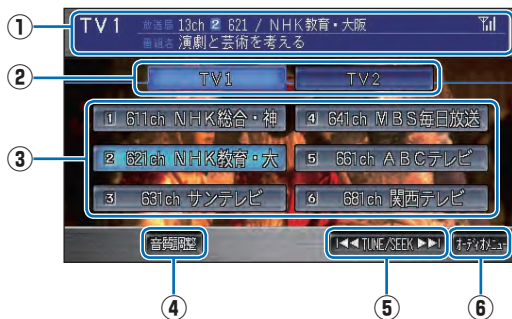 ①
TV1 放送局 13ch 2 621 / NHK教育・大阪
番組名 演劇と芸術を考える
②
TV1 TV2
③
1 611ch NHK総合・神 4 641ch MBS毎日放送
2 621ch NHK教育・大 5 661ch ABCテレビ
3 631ch サンテレビ 6 681ch 関西テレビ
音質調整 TUNE/SEEK オーディオメニュー
④ ⑤ ⑥